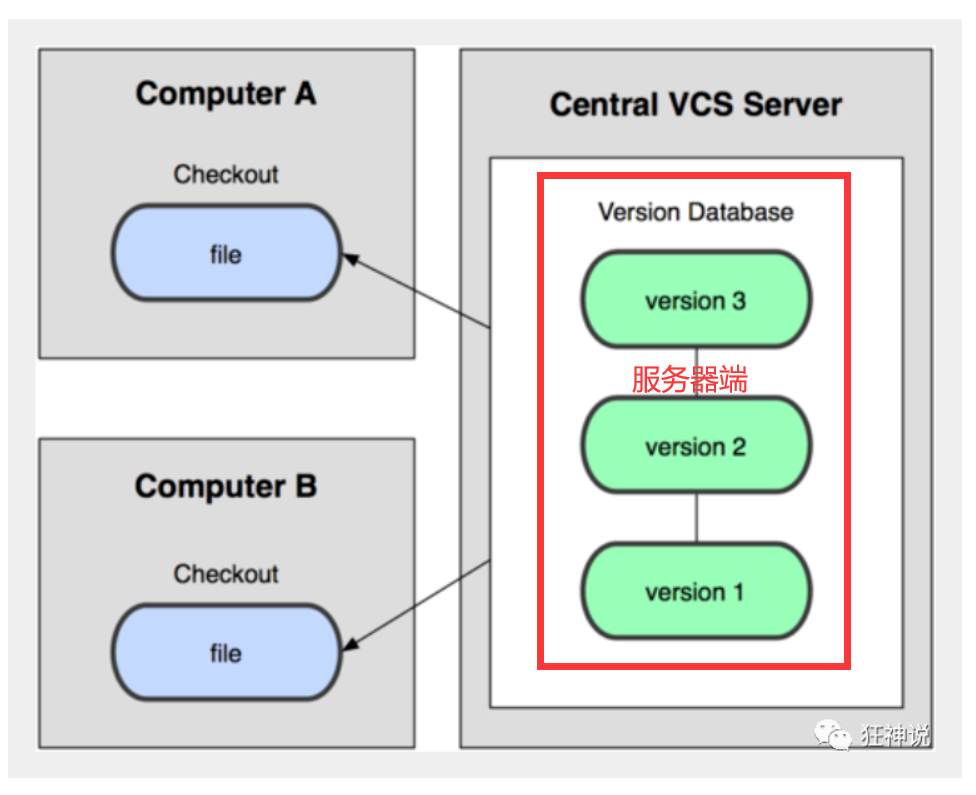 Computer A
Checkout
file
Computer B
Checkout
file
Central VCS Server
Version Database
version 3
服务器端
version 2
version 1
狂神说